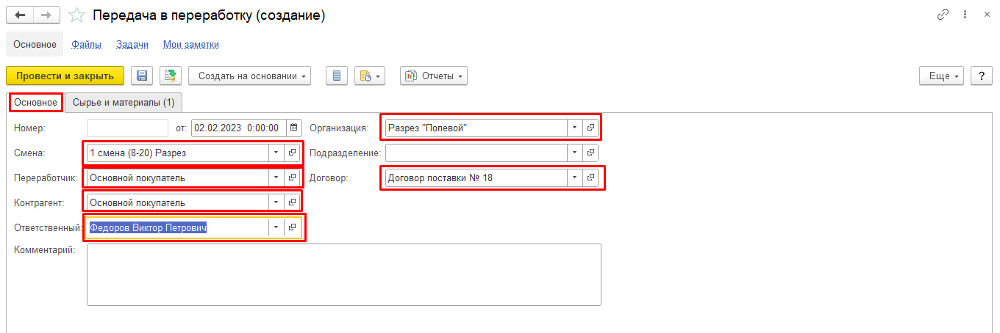 Передача в переработку (создание)
Основное Файлы Задачи Мои заметки
Провести и закрыть Создать на основании Отчеты Еще ?
Основное Сырье и материалы (1)
Номер: от: 02.02.2023 0:00:00 Организация: Разрез "Полевой"
Смена: 1 смена (8-20) Разрез Подразделение:
Переработчик: Основной покупатель Договор: Договор поставки № 18
Контрагент: Основной покупатель
Ответственный: Федоров Виктор Петрович
Комментарий: